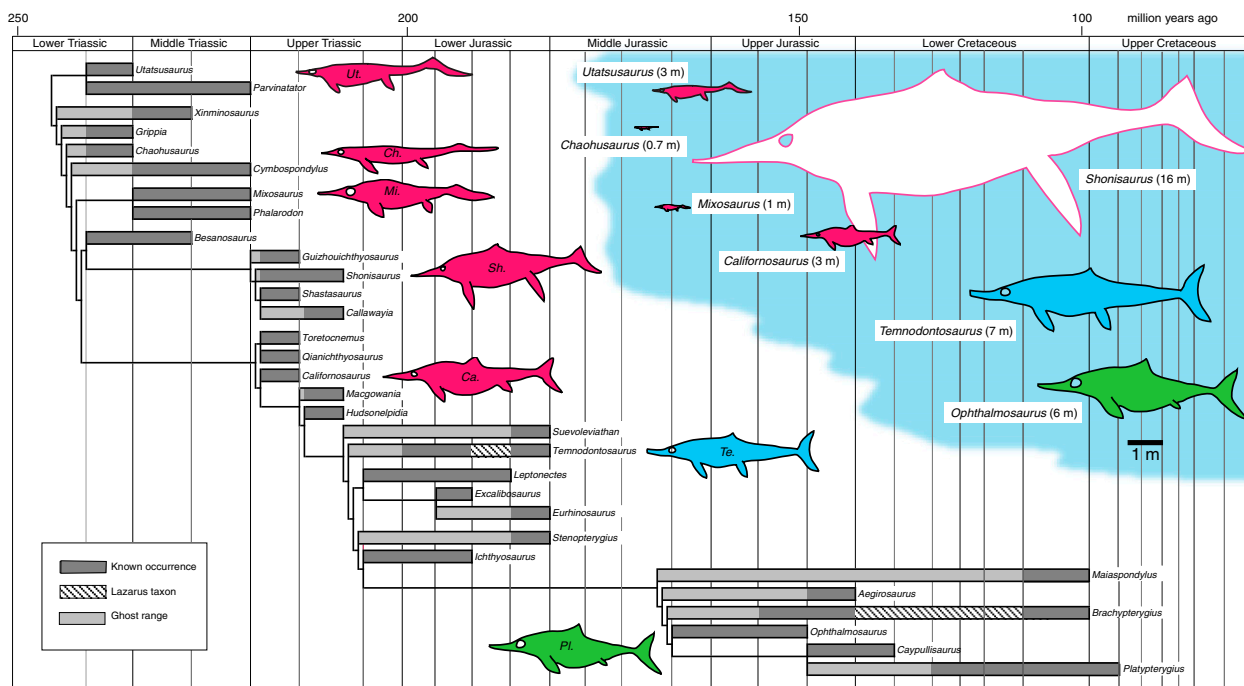 250
200
150
100
million years ago
Lower Triassic
Middle Triassic
Upper Triassic
Lower Jurassic
Middle Jurassic
Upper Jurassic
Lower Cretaceous
Upper Cretaceous
Utatsusaurus
Parvinatator
Xinminosaurus
Grippia
Chaohusaurus
Cymbospondylus
Mixosaurus
Phalarodon
Besanosaurus
Guizhouichthyosaurus
Shonisaurus
Shastasaurus
Callawayia
Toretocnemus
Qianichthyosaurus
Californosaurus
Macgowania
Hudsonelpidia
Suevoleviathan
Temnodontosaurus
Leptonectes
Excalibosaurus
Eurhinosaurus
Stenopterygius
Ichthyosaurus
Maiaspondylus
Aegirosaurus
Brachypterygius
Ophthalmosaurus
Caypullisaurus
Platypterygius
Ut.
Ch.
Mi.
Sh.
Ca.
Te.
Pl.
Utatsusaurus (3 m)
Chaohusaurus (0.7 m)
Mixosaurus (1 m)
Shonisaurus (16 m)
Californosaurus (3 m)
Temnodontosaurus (7 m)
Ophthalmosaurus (6 m)
1 m
Known occurrence
Lazarus taxon
Ghost range